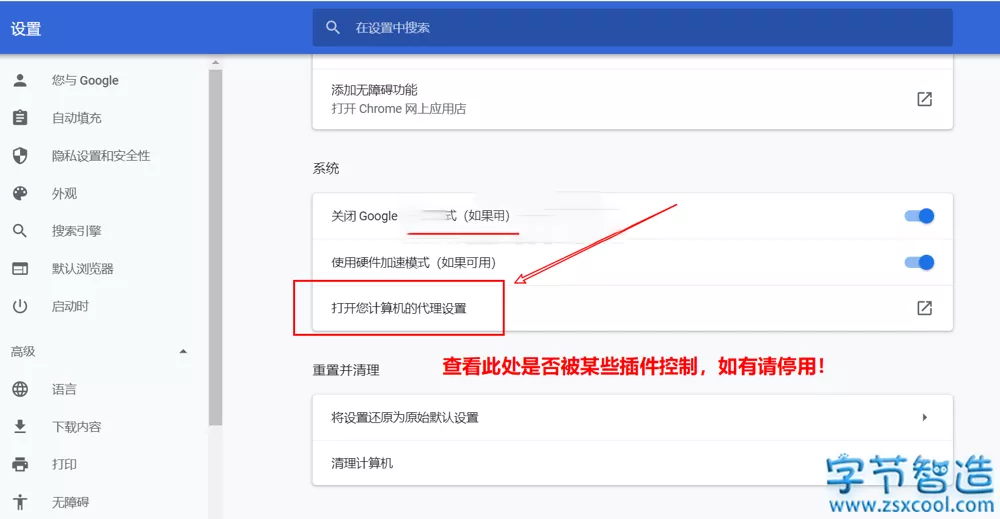 设置
在设置中搜索
您与 Google
自动填充
隐私设置和安全性
外观
搜索引擎
默认浏览器
启动时
高级
语言
下载内容
打印
无障碍
添加无障碍功能
打开 Chrome 网上应用店
系统
关闭 Google 式（如果用）
使用硬件加速模式（如果可用）
打开您计算机的代理设置
查看此处是否被某些插件控制，如有请停用！
重置并清理
将设置还原为原始默认设置
清理计算机
字节智造
www.zsxcool.com